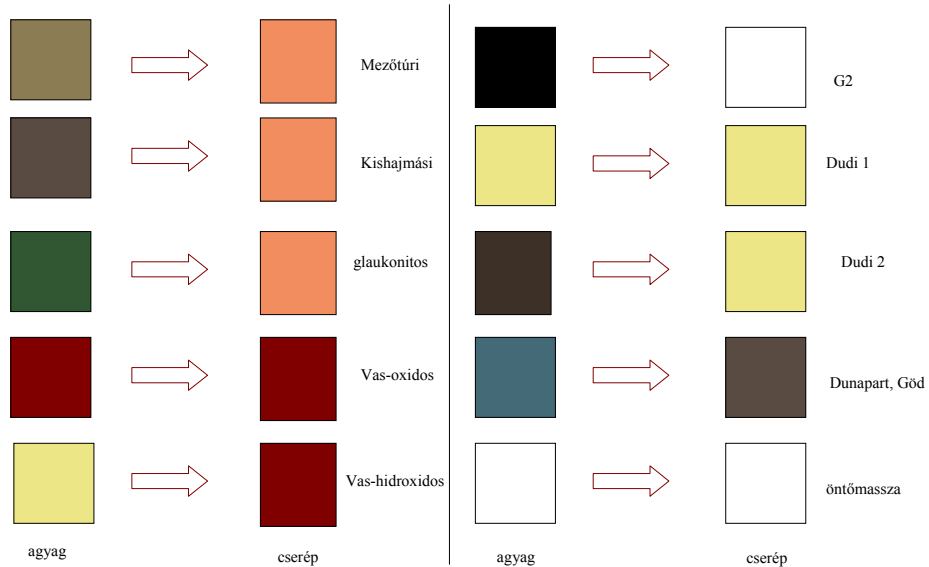 Mezőtúri
Kishajmási
glaukonitos
Vas-oxidos
Vas-hidroxidos
agyag
cserép
G2
Dudi 1
Dudi 2
Dunapart, Göd
öntőmassza
agyag
cserép